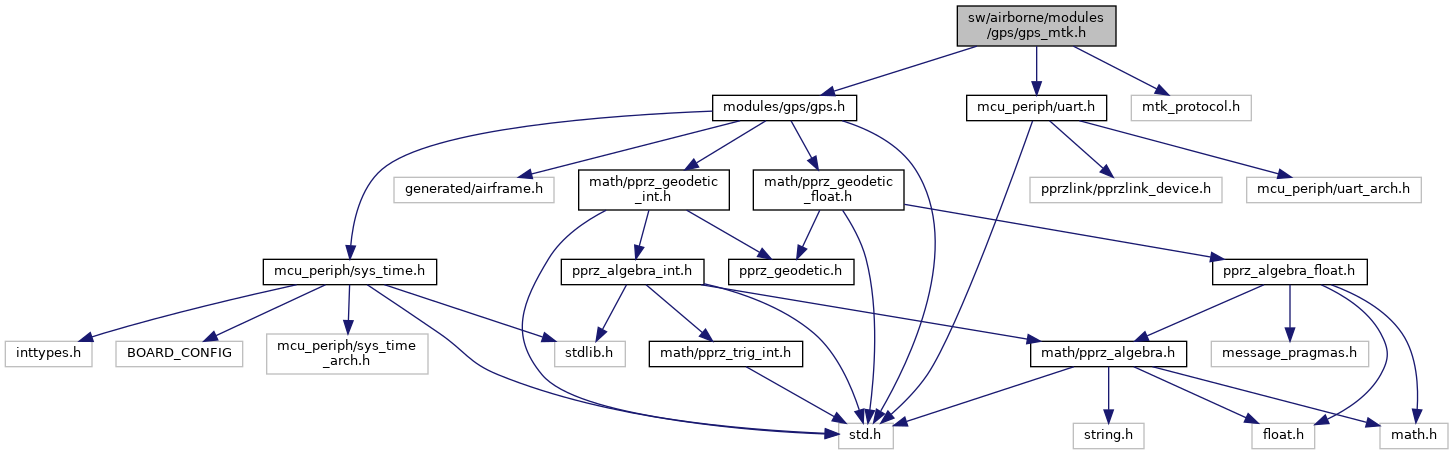 sw/airborne/modules
/gps/gps_mtk.h
modules/gps/gps.h
mcu_periph/uart.h
mtk_protocol.h
generated/airframe.h
math/pprz_geodetic
_int.h
math/pprz_geodetic
_float.h
pprzlink/pprzlink_device.h
mcu_periph/uart_arch.h
mcu_periph/sys_time.h
pprz_algebra_int.h
pprz_geodetic.h
pprz_algebra_float.h
inttypes.h
BOARD_CONFIG
mcu_periph/sys_time
_arch.h
stdlib.h
math/pprz_trig_int.h
math/pprz_algebra.h
message_pragmas.h
std.h
string.h
float.h
math.h